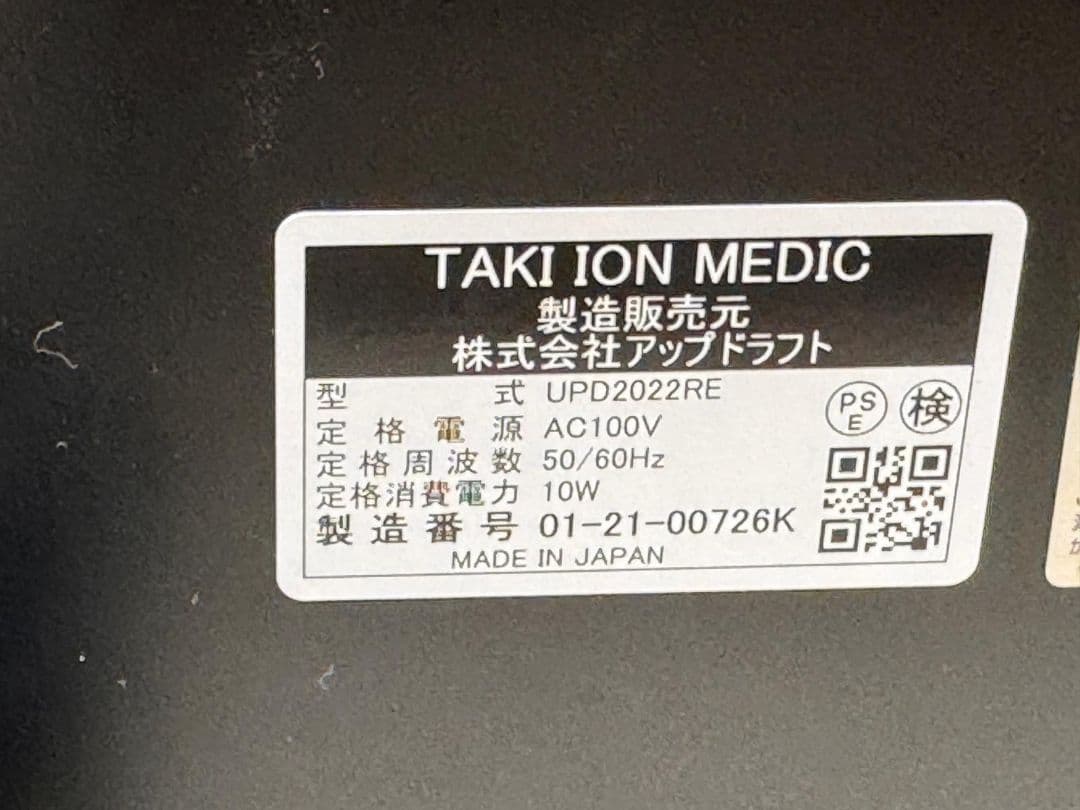 TAKI ION MEDIC
製造販売元
株式会社アップドラフト
型式 UPD2022RE
定格電源 AC100V
定格周波数 50/60Hz
定格消費電力 10W
製造番号 01-21-00726K
MADE IN JAPAN
PSE 検